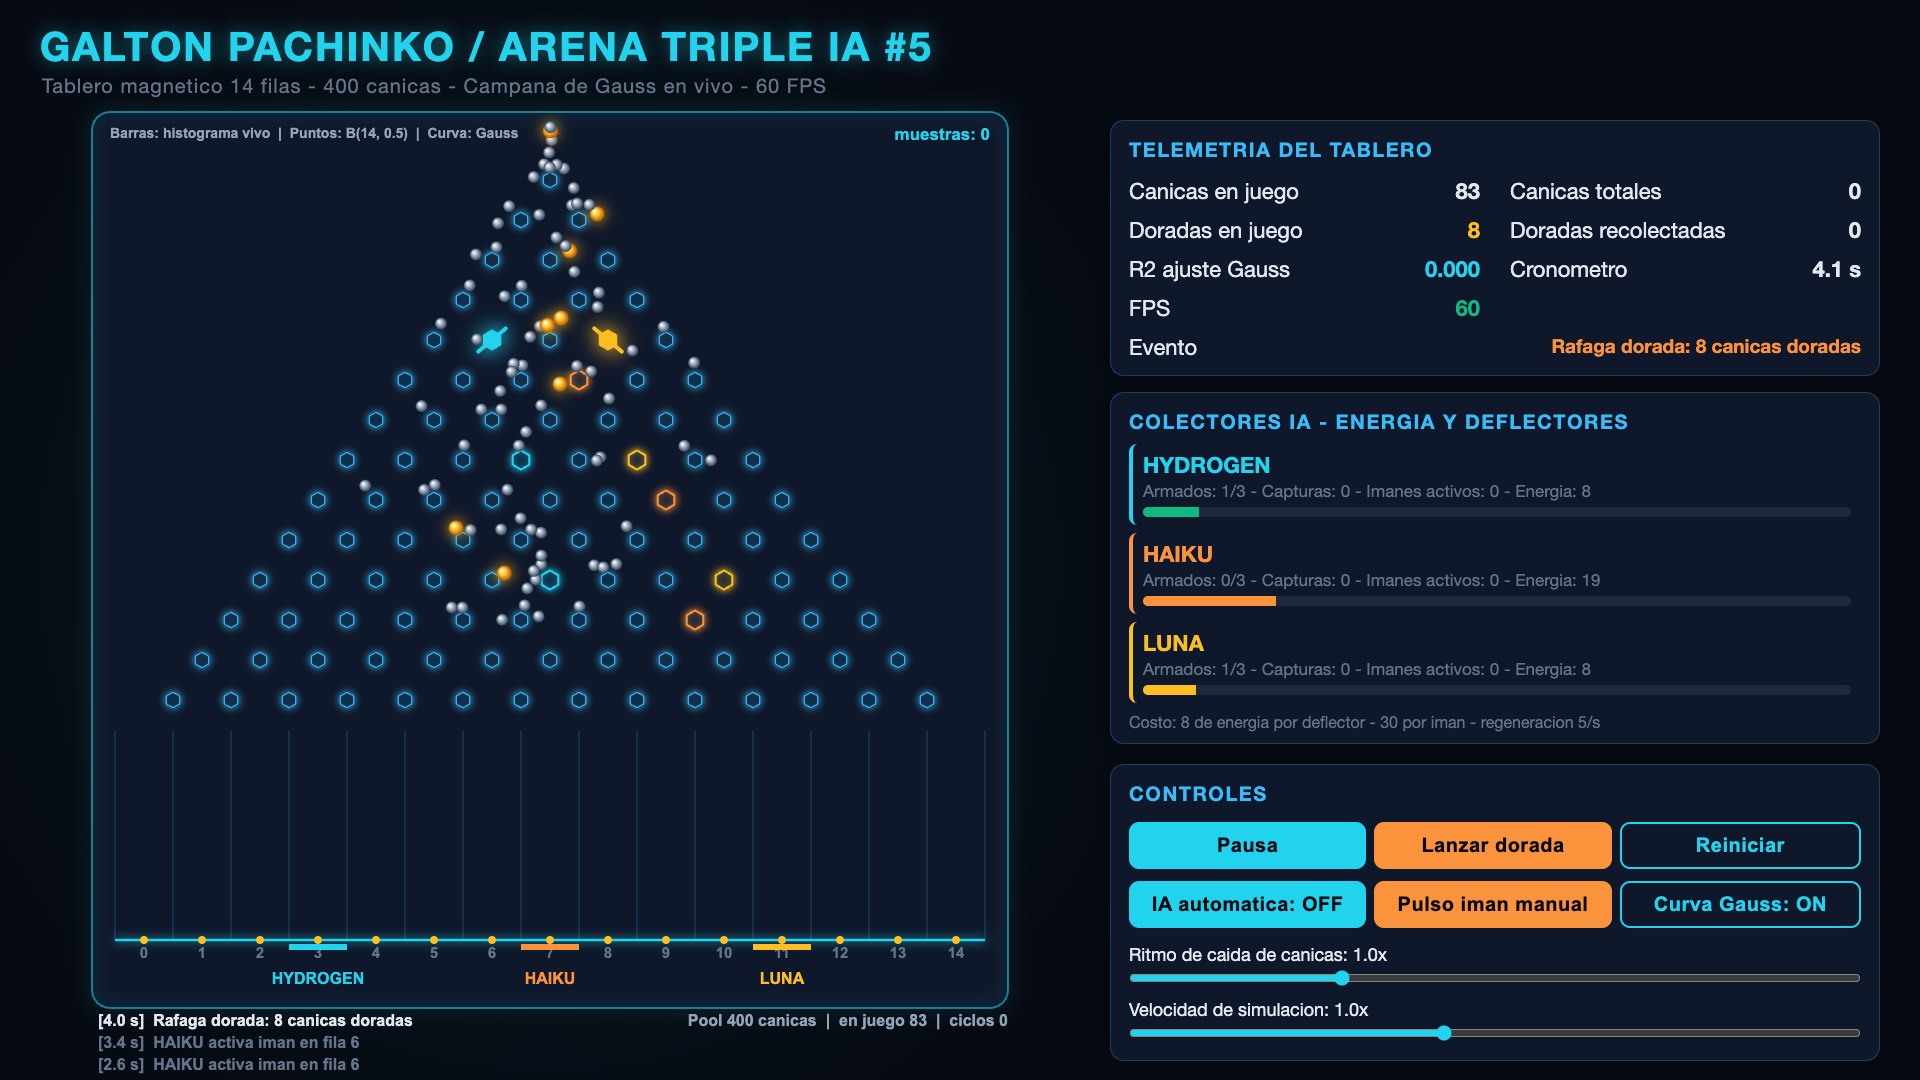 GALTON PACHINKO / ARENA TRIPLE IA #5
Tablero magnetico 14 filas - 400 canicas - Campana de Gauss en vivo - 60 FPS
Barras: histograma vivo | Puntos: B(14, 0.5) | Curva: Gauss
muestras: 0
0 1 2 3 4 5 6 7 8 9 10 11 12 13 14
HYDROGEN HAIKU LUNA
[4.0 s] Rafaga dorada: 8 canicas doradas
Pool 400 canicas | en juego 83 | ciclos 0
[3.4 s] HAIKU activa iman en fila 6
[2.6 s] HAIKU activa iman en fila 6
TELEMETRIA DEL TABLERO
Canicas en juego 83 Canicas totales 0
Doradas en juego 8 Doradas recolectadas 0
R2 ajuste Gauss 0.000 Cronometro 4.1 s
FPS 60
Evento Rafaga dorada: 8 canicas doradas
COLECTORES IA - ENERGIA Y DEFLECTORES
HYDROGEN
Armados: 1/3 - Capturas: 0 - Imanes activos: 0 - Energia: 8
HAIKU
Armados: 0/3 - Capturas: 0 - Imanes activos: 0 - Energia: 19
LUNA
Armados: 1/3 - Capturas: 0 - Imanes activos: 0 - Energia: 8
Costo: 8 de energia por deflector - 30 por iman - regeneracion 5/s
CONTROLES
Pausa Lanzar dorada Reiniciar
IA automatica: OFF Pulso iman manual Curva Gauss: ON
Ritmo de caida de canicas: 1.0x
Velocidad de simulacion: 1.0x